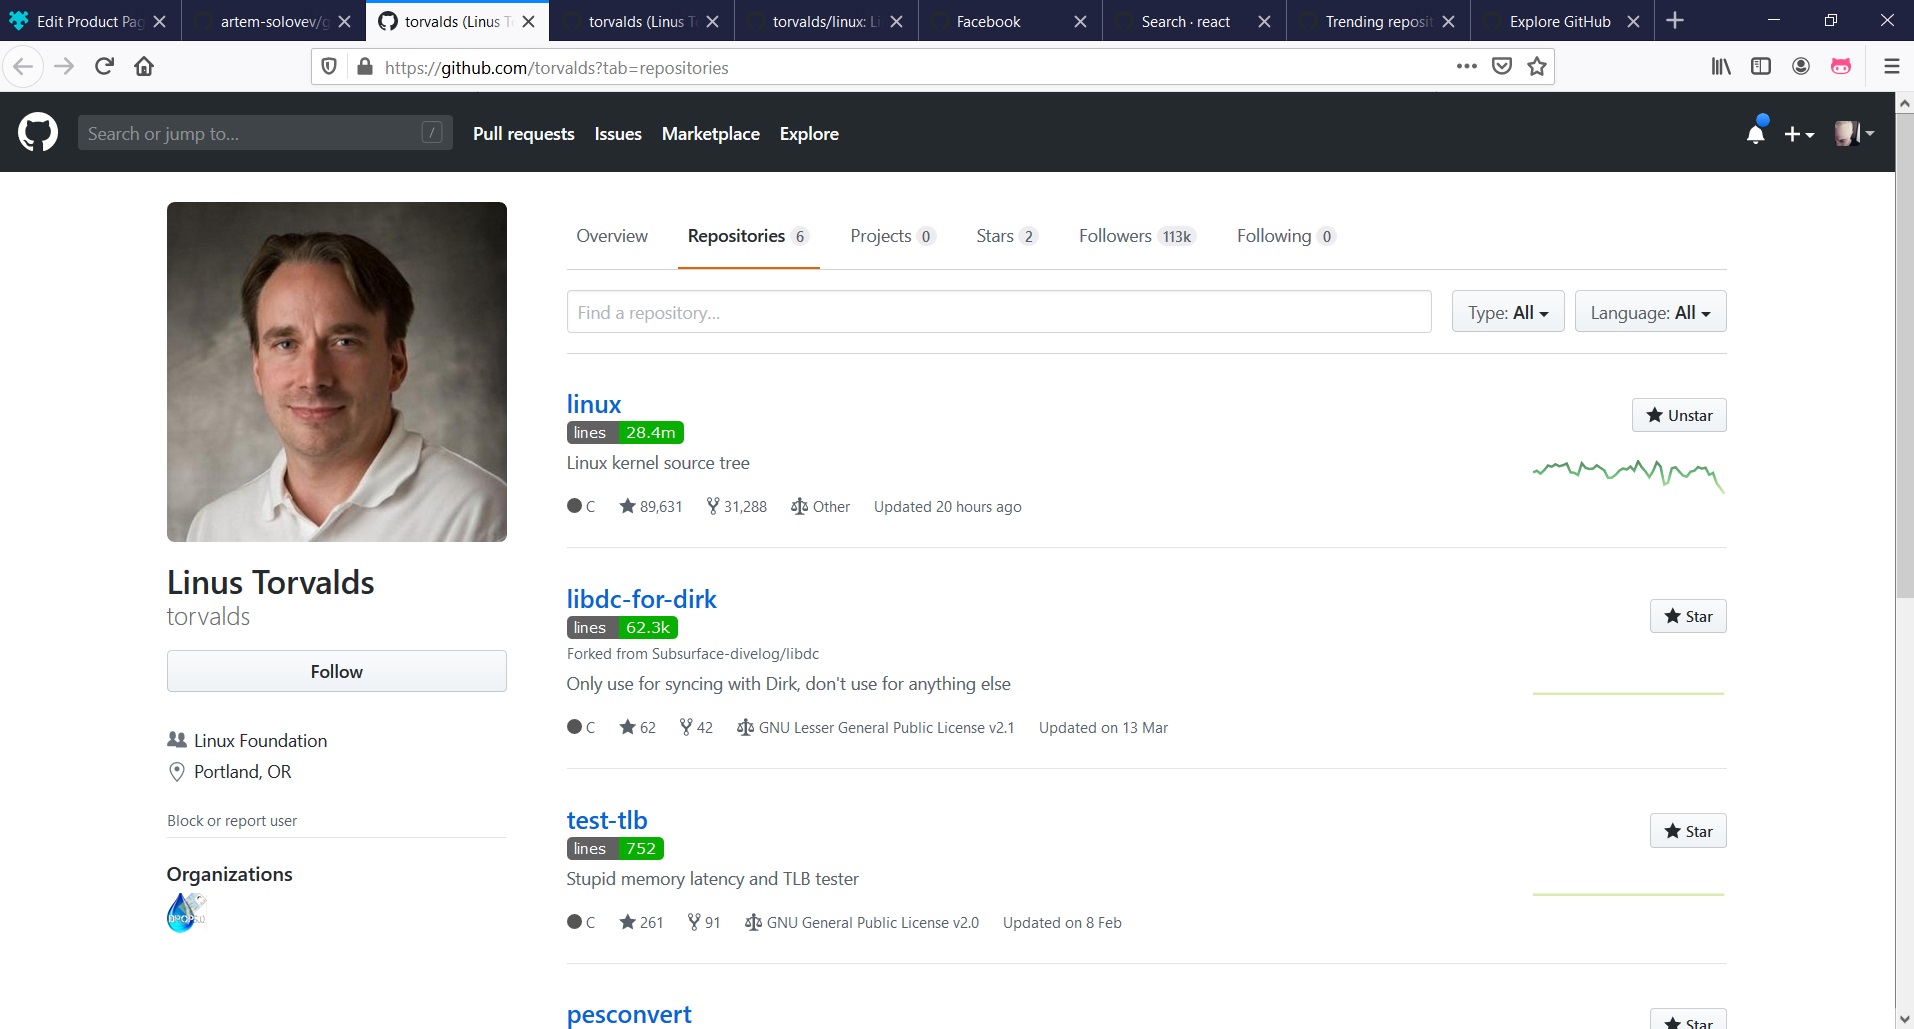 Edit Product Pag
artem-solovev/g
torvalds (Linus T
torvalds (Linus T
torvalds/linux: Li
Facebook
Search · react
Trending reposit
Explore GitHub
https://github.com/torvalds?tab=repositories
Search or jump to...
/
Pull requests
Issues
Marketplace
Explore
Overview
Repositories 6
Projects 0
Stars 2
Followers 113k
Following 0
Find a repository...
Type: All
Language: All
linux
Unstar
lines 28.4m
Linux kernel source tree
C 89,631 31,288 Other Updated 20 hours ago
Linus Torvalds
torvalds
Follow
Linux Foundation
Portland, OR
Block or report user
Organizations
libdc-for-dirk
Star
lines 62.3k
Forked from Subsurface-divelog/libdc
Only use for syncing with Dirk, don't use for anything else
C 62 42 GNU Lesser General Public License v2.1 Updated on 13 Mar
test-tlb
Star
lines 752
Stupid memory latency and TLB tester
C 261 91 GNU General Public License v2.0 Updated on 8 Feb
pesconvert
Star